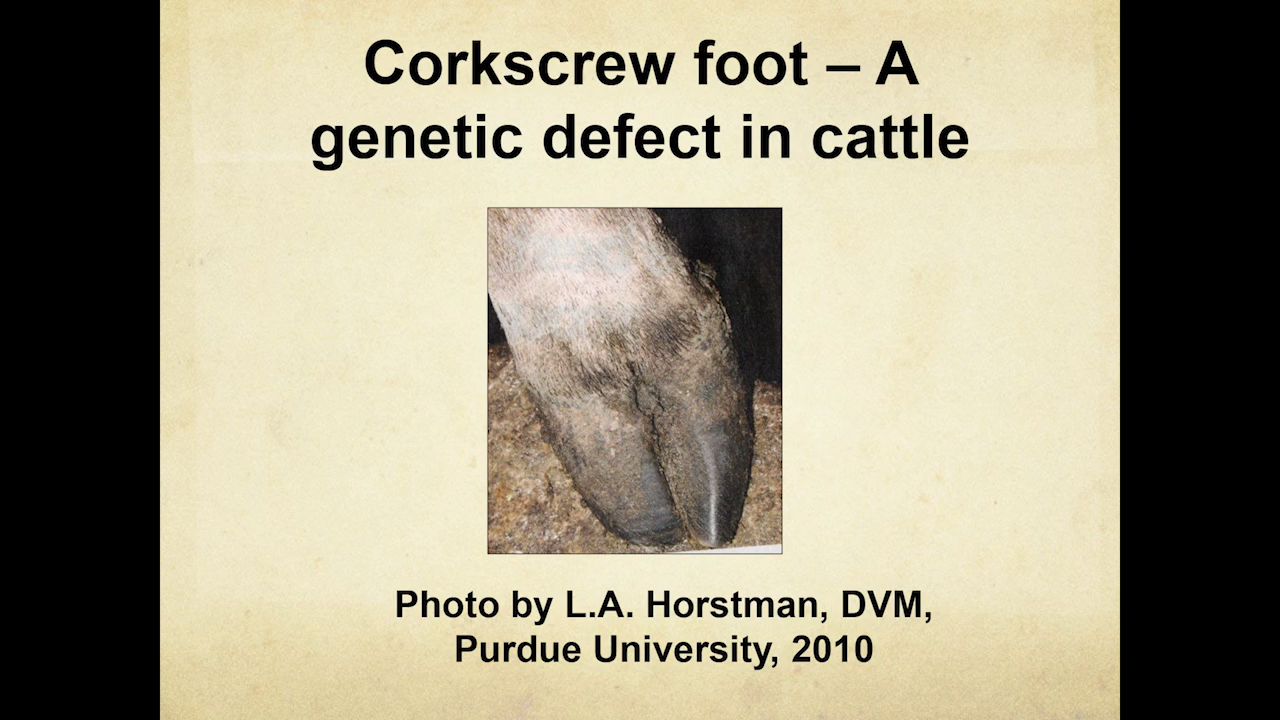 Corkscrew foot – A
genetic defect in cattle
Photo by L.A. Horstman, DVM,
Purdue University, 2010